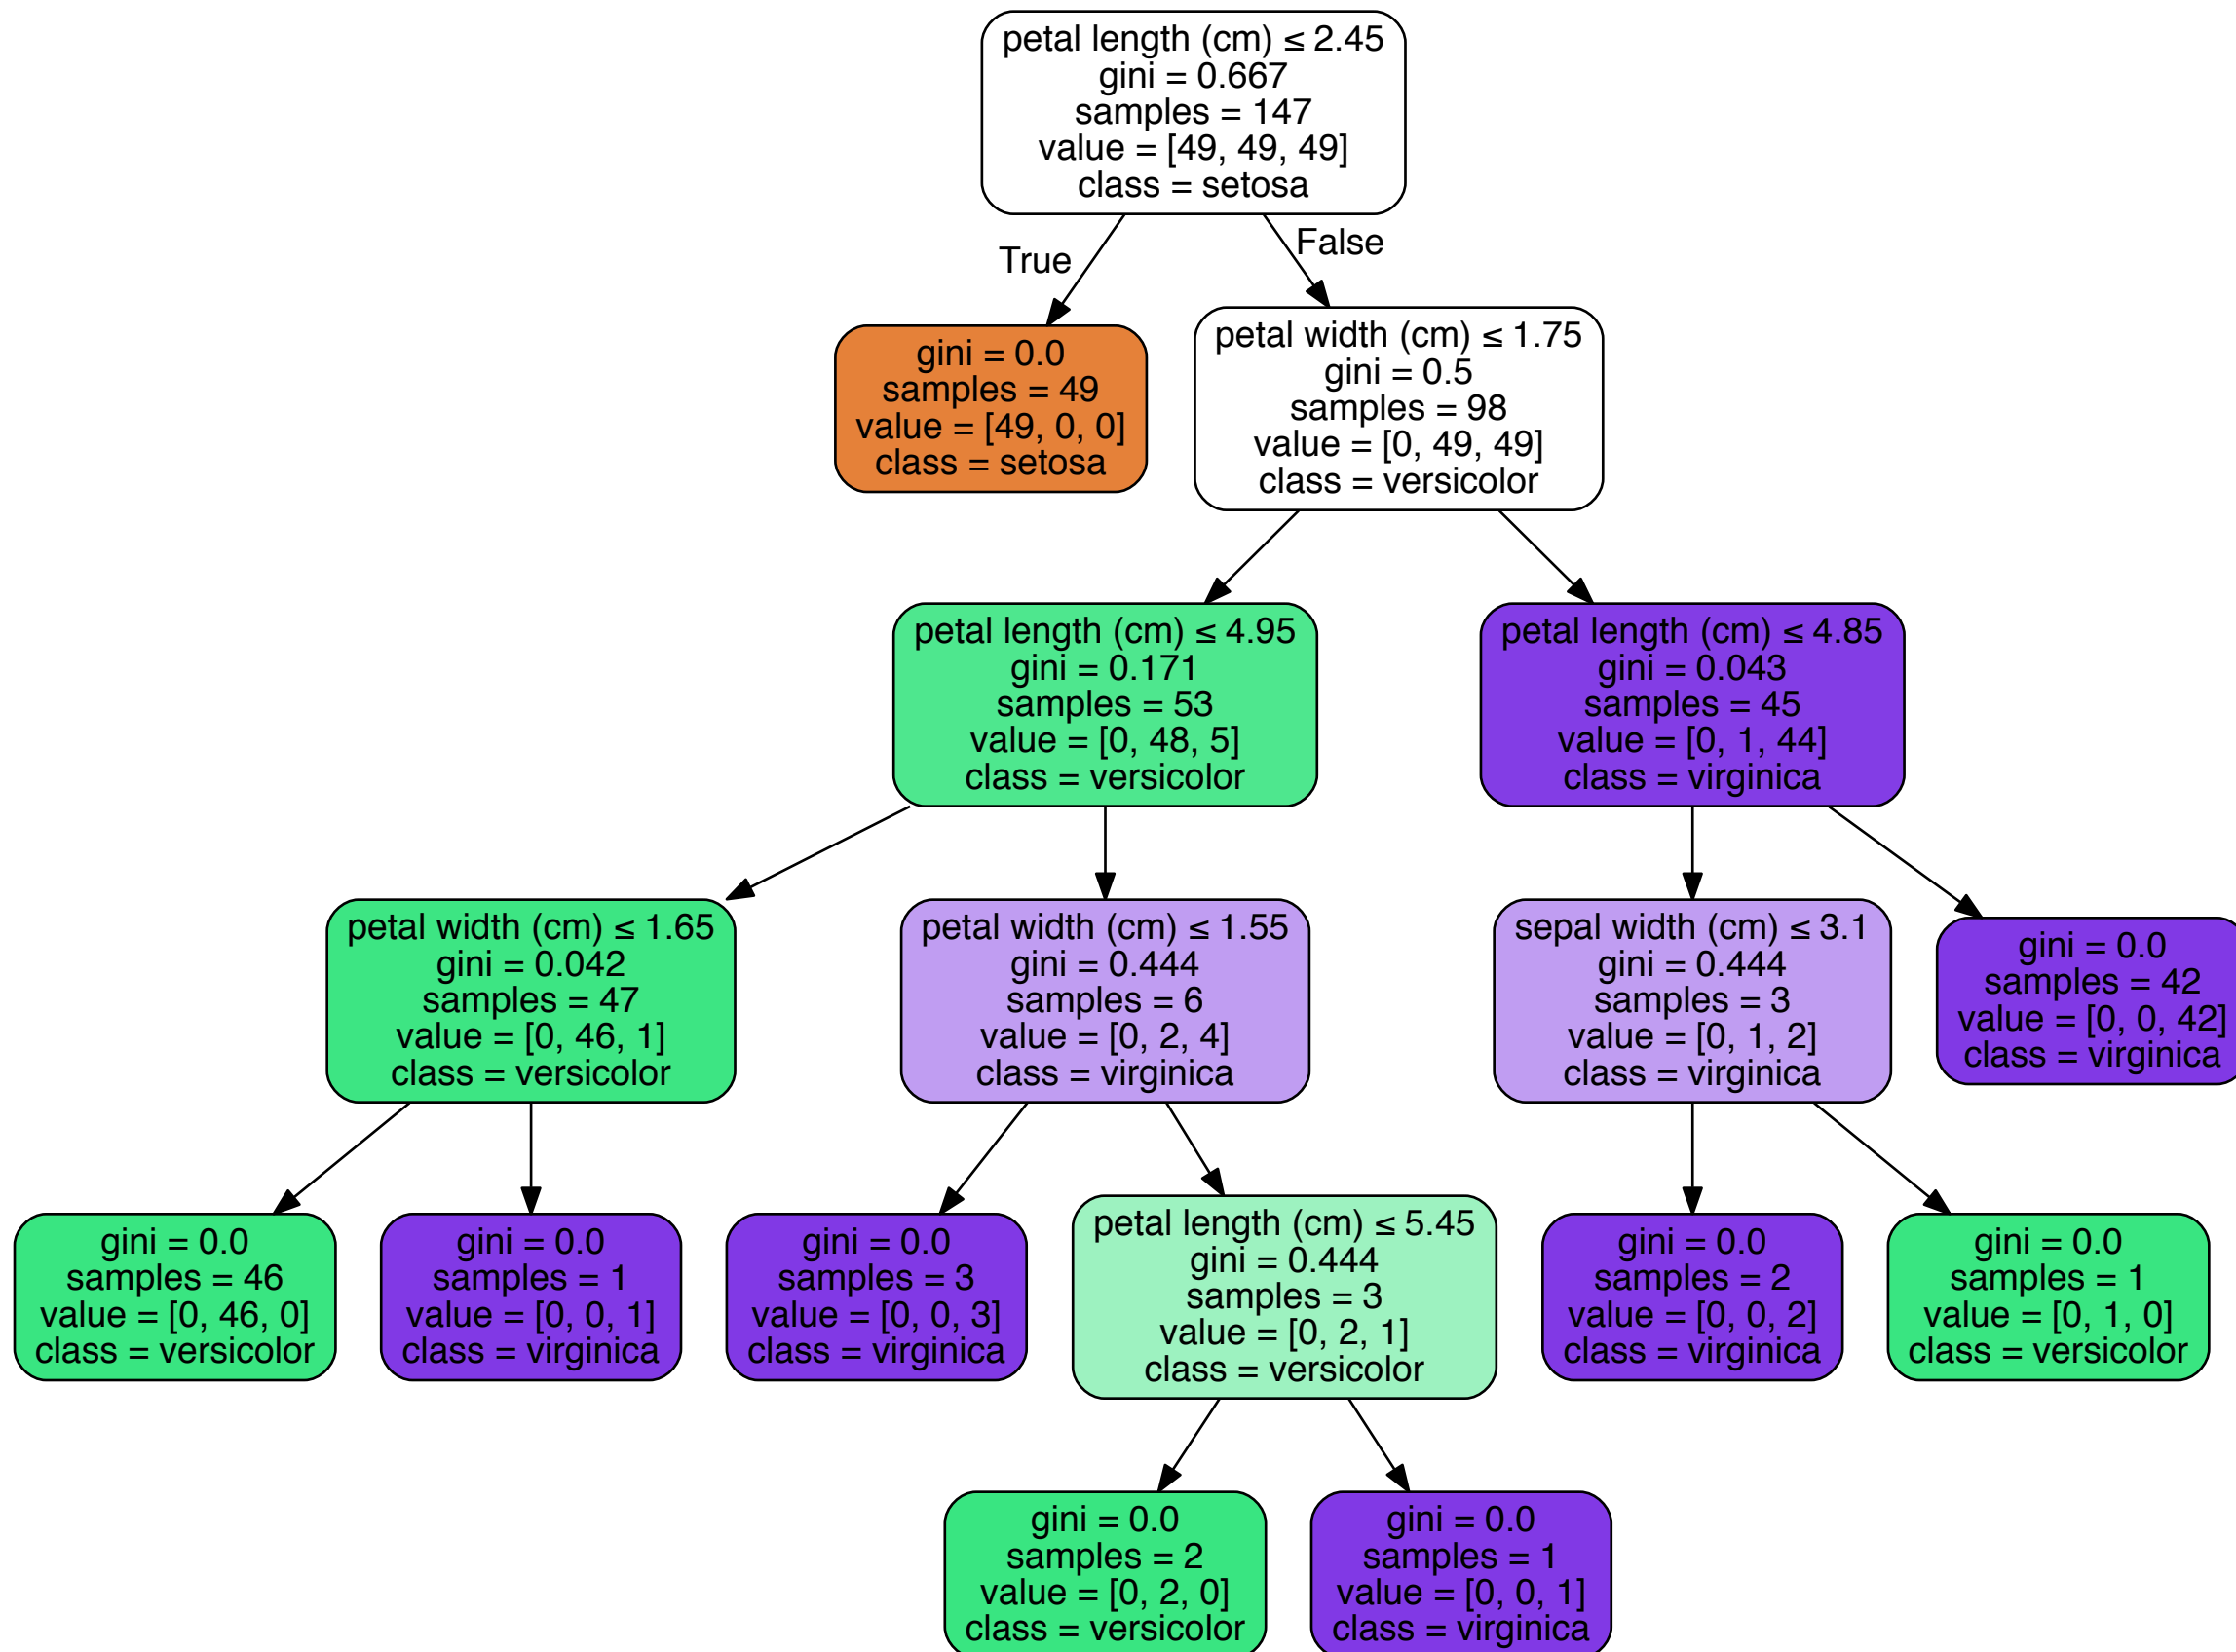 petal length (cm) ≤ 2.45
gini = 0.667
samples = 147
value = [49, 49, 49]
class = setosa
True
False
gini = 0.0
samples = 49
value = [49, 0, 0]
class = setosa
petal width (cm) ≤ 1.75
gini = 0.5
samples = 98
value = [0, 49, 49]
class = versicolor
petal length (cm) ≤ 4.95
gini = 0.171
samples = 53
value = [0, 48, 5]
class = versicolor
petal length (cm) ≤ 4.85
gini = 0.043
samples = 45
value = [0, 1, 44]
class = virginica
petal width (cm) ≤ 1.65
gini = 0.042
samples = 47
value = [0, 46, 1]
class = versicolor
petal width (cm) ≤ 1.55
gini = 0.444
samples = 6
value = [0, 2, 4]
class = virginica
sepal width (cm) ≤ 3.1
gini = 0.444
samples = 3
value = [0, 1, 2]
class = virginica
gini = 0.0
samples = 42
value = [0, 0, 42]
class = virginica
gini = 0.0
samples = 46
value = [0, 46, 0]
class = versicolor
gini = 0.0
samples = 1
value = [0, 0, 1]
class = virginica
gini = 0.0
samples = 3
value = [0, 0, 3]
class = virginica
petal length (cm) ≤ 5.45
gini = 0.444
samples = 3
value = [0, 2, 1]
class = versicolor
gini = 0.0
samples = 2
value = [0, 0, 2]
class = virginica
gini = 0.0
samples = 1
value = [0, 1, 0]
class = versicolor
gini = 0.0
samples = 2
value = [0, 2, 0]
class = versicolor
gini = 0.0
samples = 1
value = [0, 0, 1]
class = virginica